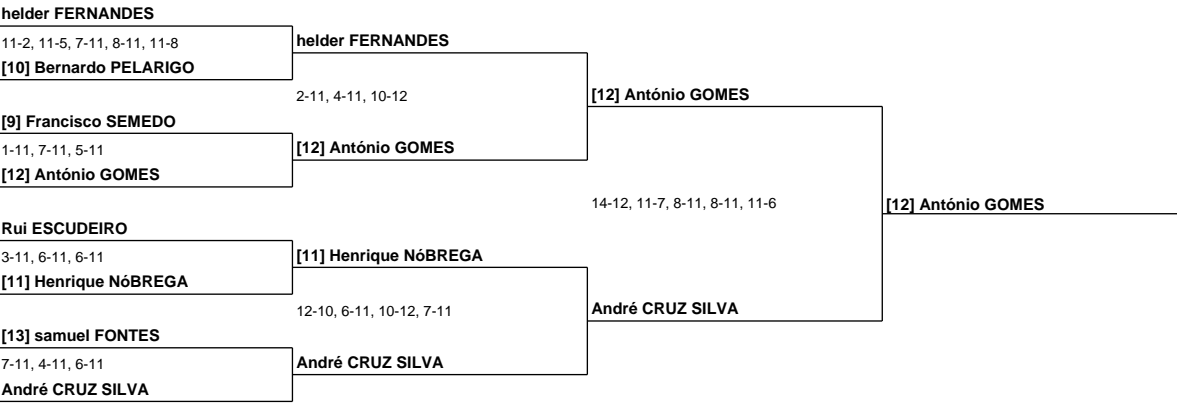 helder FERNANDES
11-2, 11-5, 7-11, 8-11, 11-8
[10] Bernardo PELARIGO
helder FERNANDES
2-11, 4-11, 10-12
[9] Francisco SEMEDO
1-11, 7-11, 5-11
[12] António GOMES
[12] António GOMES
[12] António GOMES
14-12, 11-7, 8-11, 8-11, 11-6
[12] António GOMES
Rui ESCUDEIRO
3-11, 6-11, 6-11
[11] Henrique NóBREGA
[11] Henrique NóBREGA
12-10, 6-11, 10-12, 7-11
[13] samuel FONTES
7-11, 4-11, 6-11
André CRUZ SILVA
André CRUZ SILVA
André CRUZ SILVA